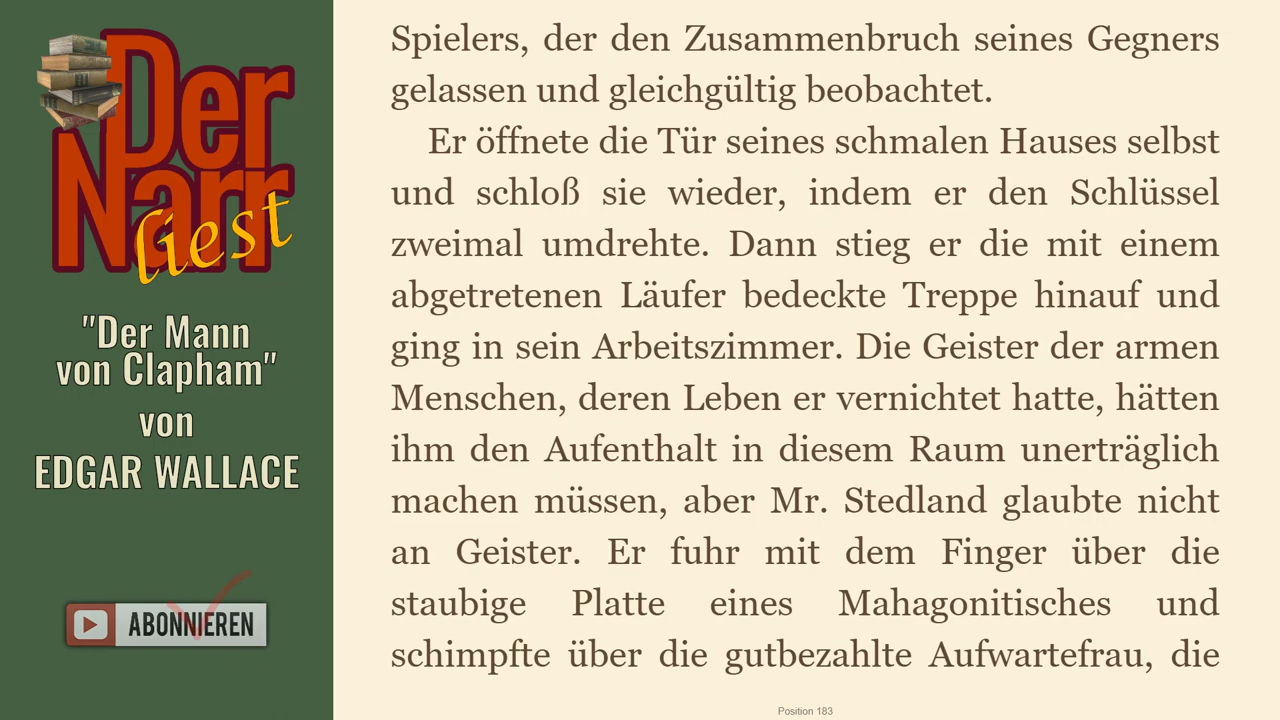 Der
Narr
liest
"Der Mann
von Clapham"
von
EDGAR WALLACE
ABONNIEREN
Spielers, der den Zusammenbruch seines Gegners
gelassen und gleichgültig beobachtet.
Er öffnete die Tür seines schmalen Hauses selbst
und schloß sie wieder, indem er den Schlüssel
zweimal umdrehte. Dann stieg er die mit einem
abgetretenen Läufer bedeckte Treppe hinauf und
ging in sein Arbeitszimmer. Die Geister der armen
Menschen, deren Leben er vernichtet hatte, hätten
ihm den Aufenthalt in diesem Raum unerträglich
machen müssen, aber Mr. Stedland glaubte nicht
an Geister. Er fuhr mit dem Finger über die
staubige Platte eines Mahagonitisches und
schimpfte über die gutbezahlte Aufwartefrau, die
Position 183